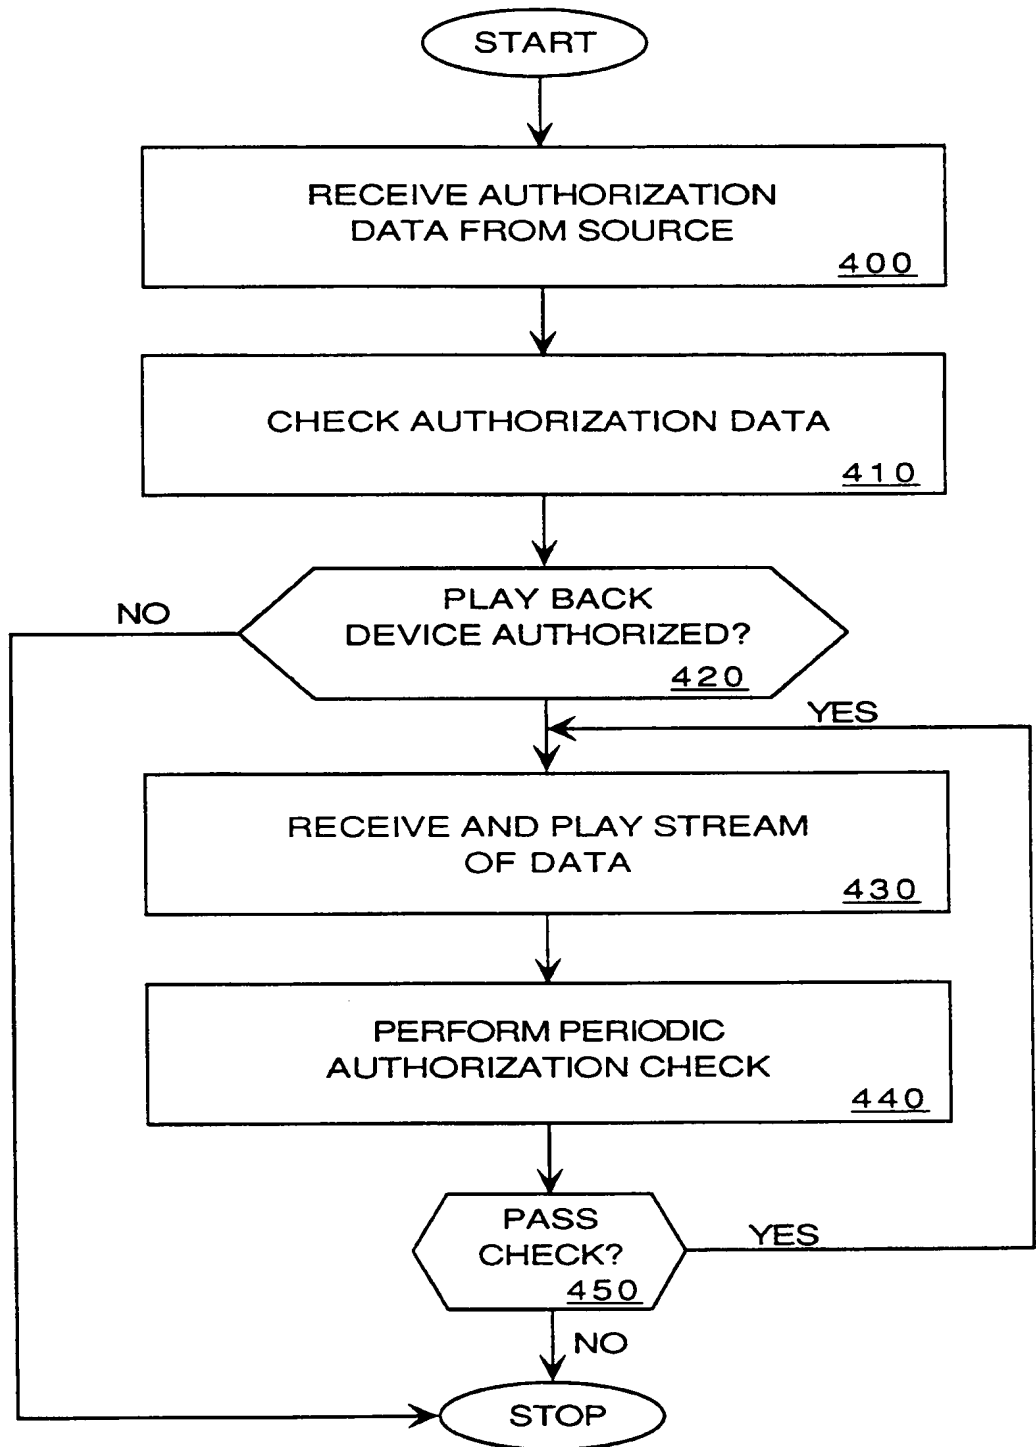 START
RECEIVE AUTHORIZATION
DATA FROM SOURCE
400
CHECK AUTHORIZATION DATA
410
NO
PLAY BACK
DEVICE AUTHORIZED?
420
YES
RECEIVE AND PLAY STREAM
OF DATA
430
PERFORM PERIODIC
AUTHORIZATION CHECK
440
PASS
CHECK?
450
YES
NO
STOP